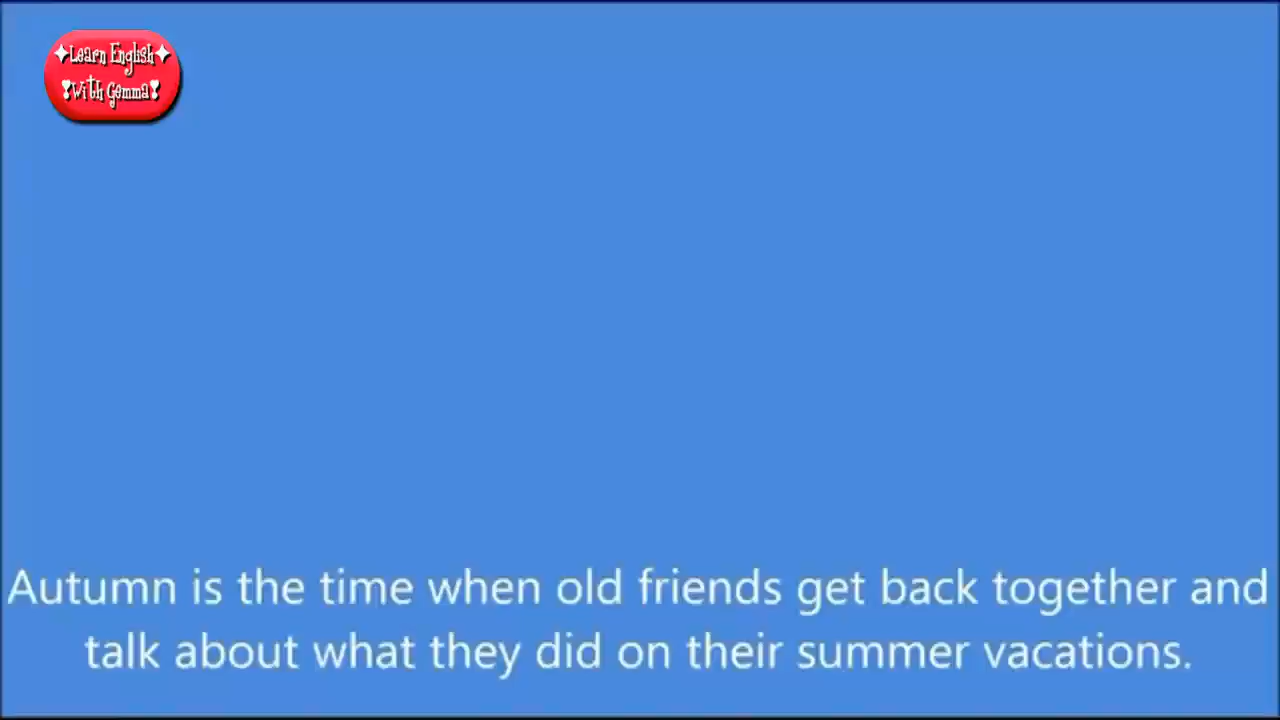 Learn English
With Gemma
Autumn is the time when old friends get back together and
talk about what they did on their summer vacations.